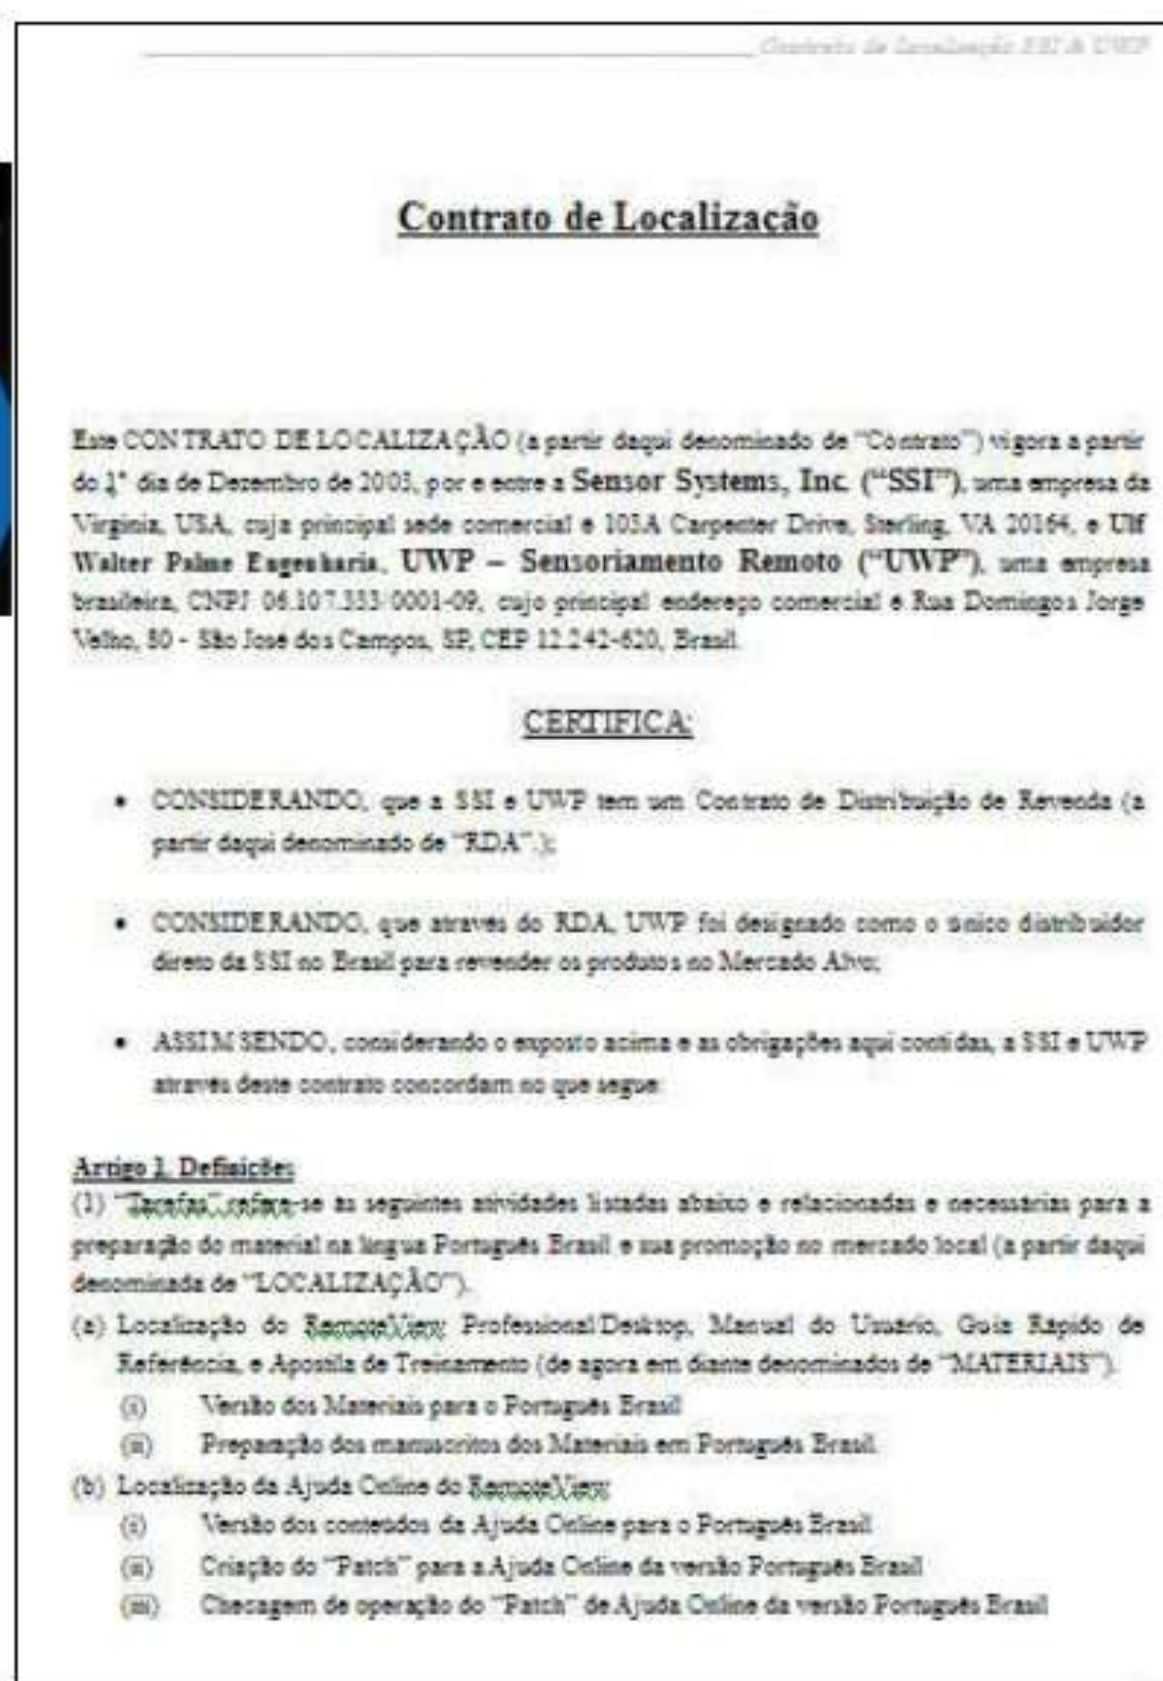 Contrato de Localização SSI & UWP
Contrato de Localização
Este CONTRATO DE LOCALIZAÇÃO (a partir daqui denominado de "Contrato") vigora a partir
do 1° dia de Dezembro de 2003, por e entre a Sensor Systems, Inc. ("SSI"), uma empresa da
Virginia, USA, cuja principal sede comercial e 103A Carpenter Drive, Sterling, VA 20164, e Ulf
Walter Palme Engenharia, UWP – Sensoriamento Remoto ("UWP"), uma empresa
brasileira, CNPJ 06.107.333/0001-09, cujo principal endereço comercial e Rua Domingos Jorge
Velho, 80 - São José dos Campos, SP, CEP 12.242-620, Brasil.
CERTIFICA:
• CONSIDERANDO, que a SSI e UWP tem um Contrato de Distribuição de Revenda (a
partir daqui denominado de "RDA".);
• CONSIDERANDO, que através do RDA, UWP foi designado como o único distribuidor
direto da SSI no Brasil para revender os produtos no Mercado Alvo;
• ASSIM SENDO, considerando o exposto acima e as obrigações aqui contidas, a SSI e UWP
através deste contrato concordam no que segue:
Artigo 1. Definições
(1) "Tarefas" refere-se às seguintes atividades listadas abaixo e relacionadas e necessárias para a
preparação do material na língua Português Brasil e sua promoção no mercado local (a partir daqui
denominada de "LOCALIZAÇÃO").
(a) Localização do RemoteView Professional/Desktop, Manual do Usuário, Guia Rápido de
Referência, e Apostila de Treinamento (de agora em diante denominados de "MATERIAIS").
(i) Versão dos Materiais para o Português Brasil
(ii) Preparação dos manuscritos dos Materiais em Português Brasil.
(b) Localização da Ajuda Online do RemoteView
(i) Versão dos conteúdos da Ajuda Online para o Português Brasil
(ii) Criação do "Patch" para a Ajuda Online da versão Português Brasil
(iii) Checagem de operação do "Patch" de Ajuda Online da versão Português Brasil